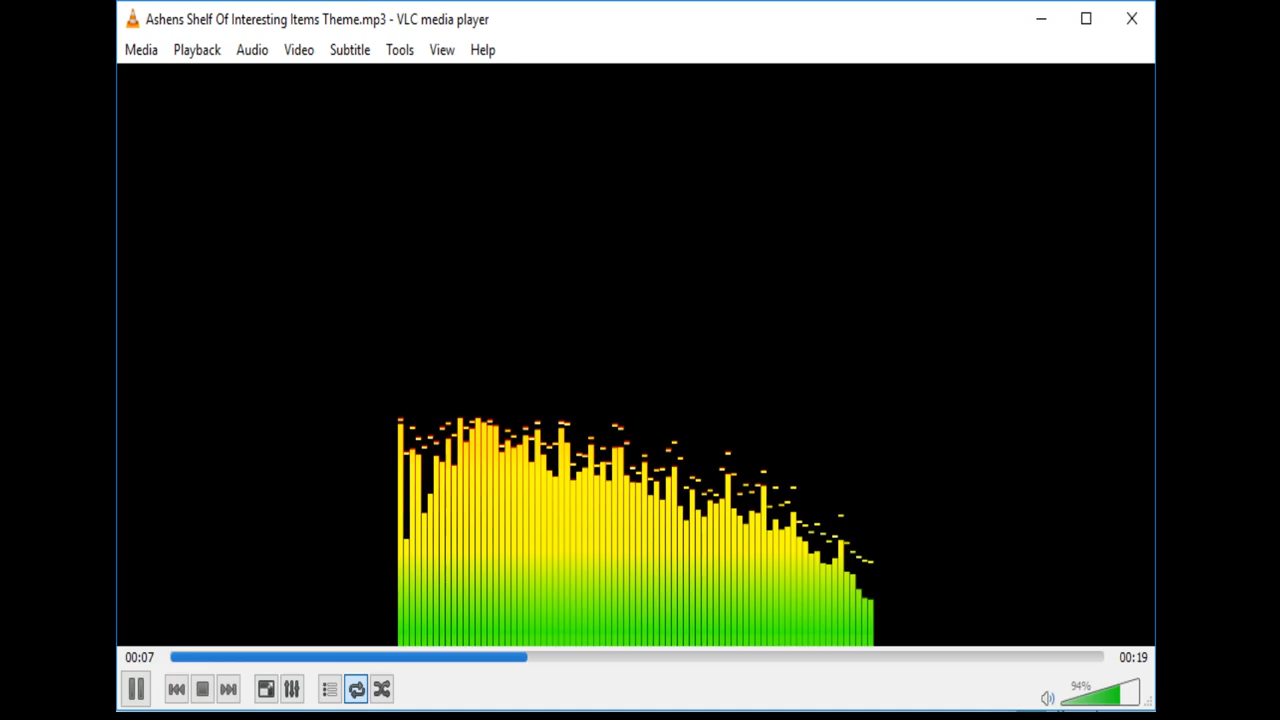 Ashens Shelf Of Interesting Items Theme.mp3 - VLC media player
Media Playback Audio Video Subtitle Tools View Help
00:07 00:19
94%